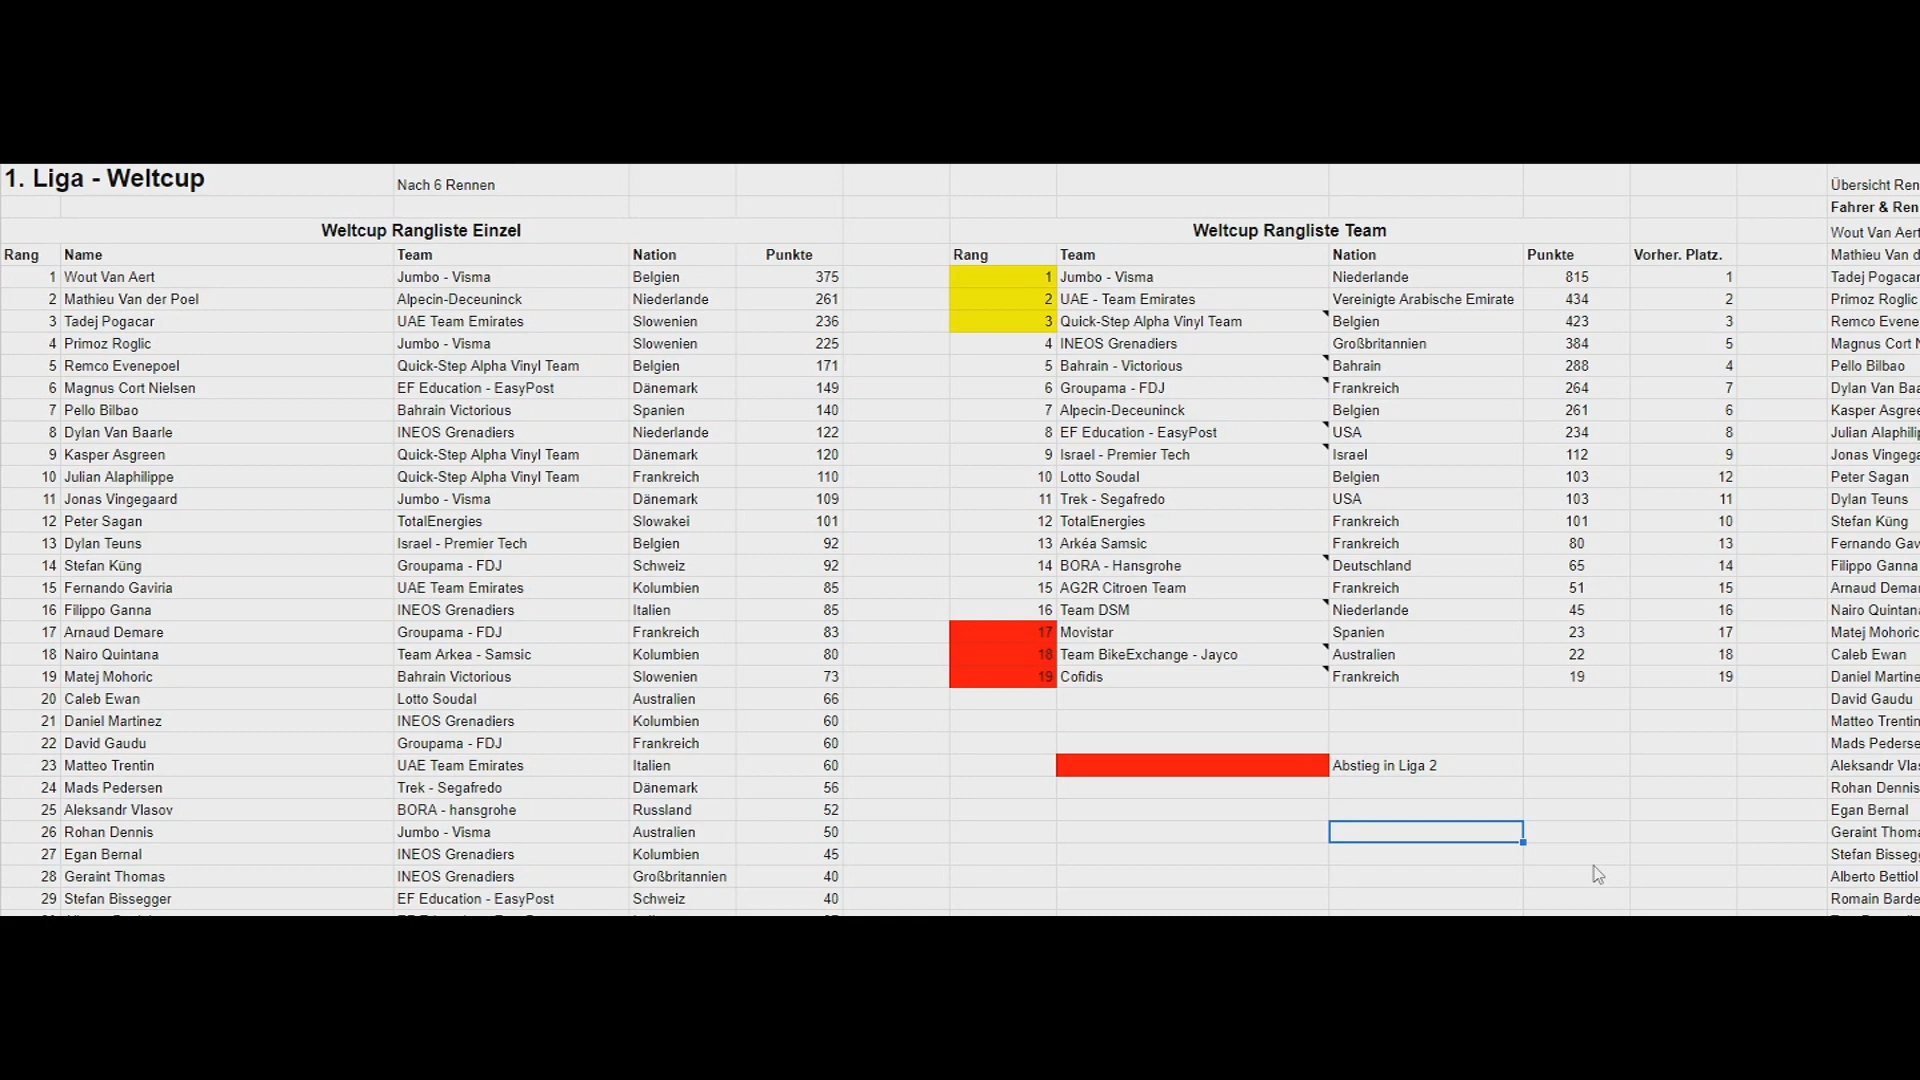 1. Liga - Weltcup Nach 6 Rennen Übersicht Ren
Fahrer & Ren
Weltcup Rangliste Einzel Weltcup Rangliste Team Wout Van Aert
Rang Name Team Nation Punkte Rang Team Nation Punkte Vorher. Platz. Mathieu Van d
1 Wout Van Aert Jumbo - Visma Belgien 375 1 Jumbo - Visma Niederlande 815 1 Tadej Pogacar
2 Mathieu Van der Poel Alpecin-Deceuninck Niederlande 261 2 UAE - Team Emirates Vereinigte Arabische Emirate 434 2 Primoz Roglic
3 Tadej Pogacar UAE Team Emirates Slowenien 236 3 Quick-Step Alpha Vinyl Team Belgien 423 3 Remco Evene
4 Primoz Roglic Jumbo - Visma Slowenien 225 4 INEOS Grenadiers Großbritannien 384 5 Magnus Cort N
5 Remco Evenepoel Quick-Step Alpha Vinyl Team Belgien 171 5 Bahrain - Victorious Bahrain 288 4 Pello Bilbao
6 Magnus Cort Nielsen EF Education - EasyPost Dänemark 149 6 Groupama - FDJ Frankreich 264 7 Dylan Van Baa
7 Pello Bilbao Bahrain Victorious Spanien 140 7 Alpecin-Deceuninck Belgien 261 6 Kasper Asgree
8 Dylan Van Baarle INEOS Grenadiers Niederlande 122 8 EF Education - EasyPost USA 234 8 Julian Alaphilip
9 Kasper Asgreen Quick-Step Alpha Vinyl Team Dänemark 120 9 Israel - Premier Tech Israel 112 9 Jonas Vingega
10 Julian Alaphilippe Quick-Step Alpha Vinyl Team Frankreich 110 10 Lotto Soudal Belgien 103 12 Peter Sagan
11 Jonas Vingegaard Jumbo - Visma Dänemark 109 11 Trek - Segafredo USA 103 11 Dylan Teuns
12 Peter Sagan TotalEnergies Slowakei 101 12 TotalEnergies Frankreich 101 10 Stefan Küng
13 Dylan Teuns Israel - Premier Tech Belgien 92 13 Arkéa Samsic Frankreich 80 13 Fernando Gav
14 Stefan Küng Groupama - FDJ Schweiz 92 14 BORA - Hansgrohe Deutschland 65 14 Filippo Ganna
15 Fernando Gaviria UAE Team Emirates Kolumbien 85 15 AG2R Citroen Team Frankreich 51 15 Arnaud Demar
16 Filippo Ganna INEOS Grenadiers Italien 85 16 Team DSM Niederlande 45 16 Nairo Quintana
17 Arnaud Demare Groupama - FDJ Frankreich 83 17 Movistar Spanien 23 17 Matej Mohoric
18 Nairo Quintana Team Arkea - Samsic Kolumbien 80 18 Team BikeExchange - Jayco Australien 22 18 Caleb Ewan
19 Matej Mohoric Bahrain Victorious Slowenien 73 19 Cofidis Frankreich 19 19 Daniel Martine
20 Caleb Ewan Lotto Soudal Australien 66 David Gaudu
21 Daniel Martinez INEOS Grenadiers Kolumbien 60 Matteo Trentin
22 David Gaudu Groupama - FDJ Frankreich 60 Mads Pederse
23 Matteo Trentin UAE Team Emirates Italien 60 Abstieg in Liga 2 Aleksandr Vlas
24 Mads Pedersen Trek - Segafredo Dänemark 56 Rohan Dennis
25 Aleksandr Vlasov BORA - hansgrohe Russland 52 Egan Bernal
26 Rohan Dennis Jumbo - Visma Australien 50 Geraint Thoma
27 Egan Bernal INEOS Grenadiers Kolumbien 45 Stefan Bisseg
28 Geraint Thomas INEOS Grenadiers Großbritannien 40 Alberto Bettiol
29 Stefan Bissegger EF Education - EasyPost Schweiz 40 Romain Barde